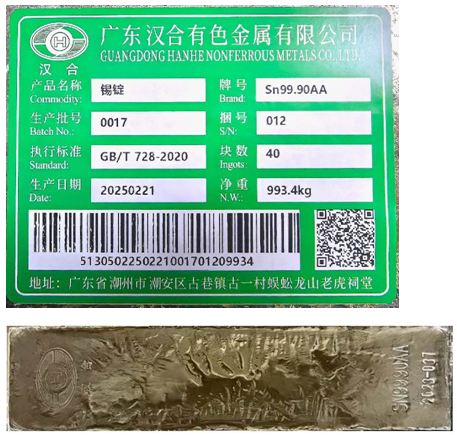 广东汉合有色金属有限公司
GUANGDONG HANHE NONFERROUS METALS CO.,LTD.
H
汉合
产品名称 锡锭 牌号 Sn99.90AA
Commodity: Brand:
生产批号 0017 捆号 012
Batch No.: S/N:
执行标准 GB/T 728-2020 块数 40
Standard: Ingots:
生产日期 20250221 净重 993.4kg
Date: N.W.:
5130502250221001701209934
地址:广东省潮州市潮安区古巷镇古一村蜈蚣龙山老虎祠堂
SN99.90AA